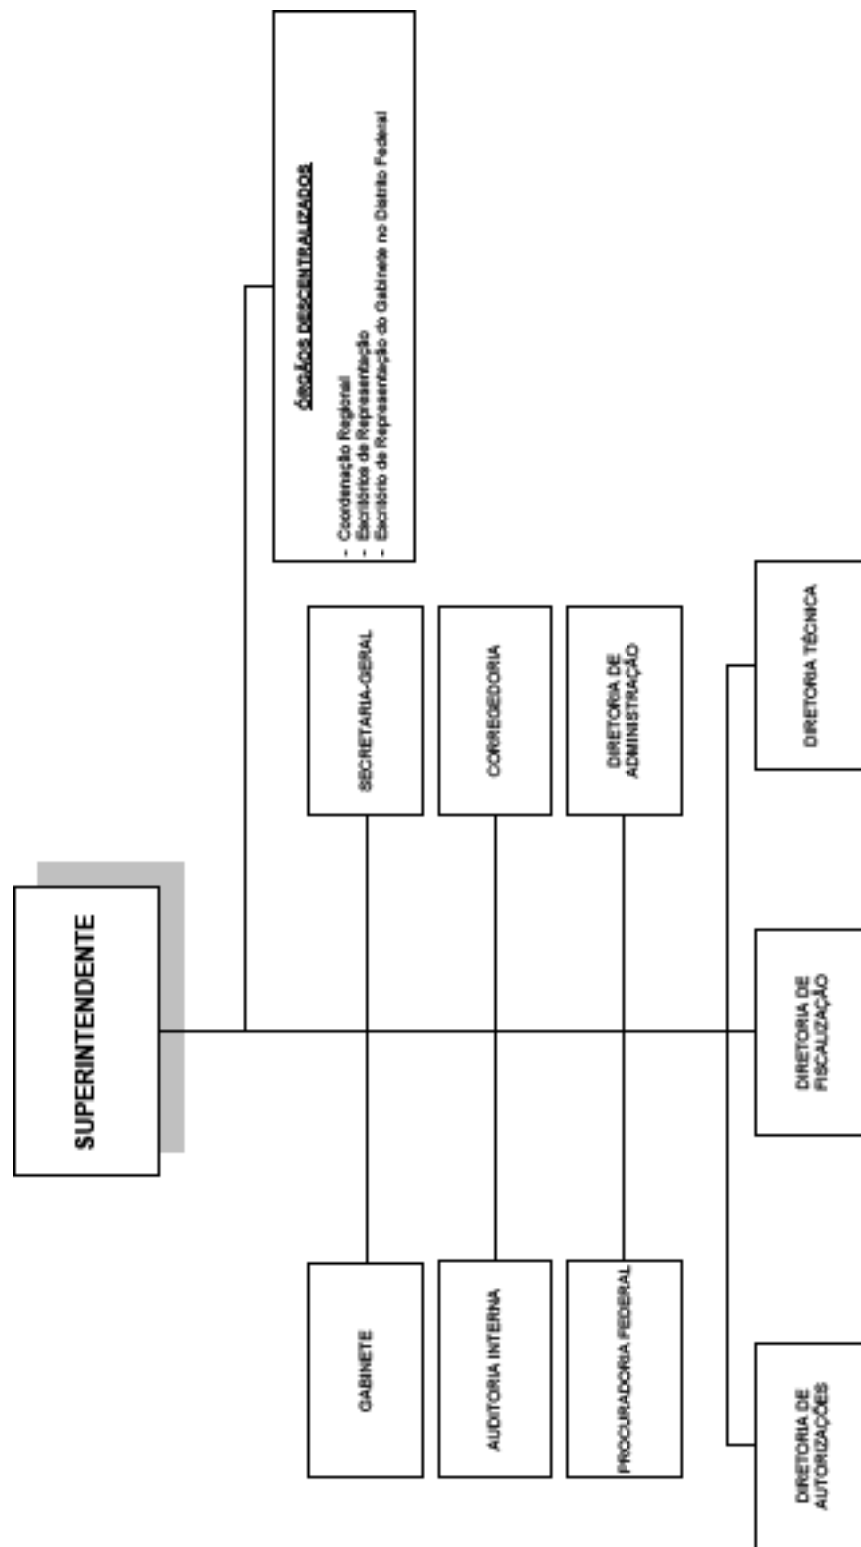 SUPERINTENDENTE
ÓRGÃOS DESCENTRALIZADOS
- Coordenação Regional
- Escritórios de Representação
- Escritório de Representação do Gabinete no Distrito Federal
GABINETE
SECRETARIA-GERAL
AUDITORIA INTERNA
CORREGEDORIA
PROCURADORIA FEDERAL
DIRETORIA DE
ADMINISTRAÇÃO
DIRETORIA DE
AUTORIZAÇÕES
DIRETORIA DE
FISCALIZAÇÃO
DIRETORIA TÉCNICA